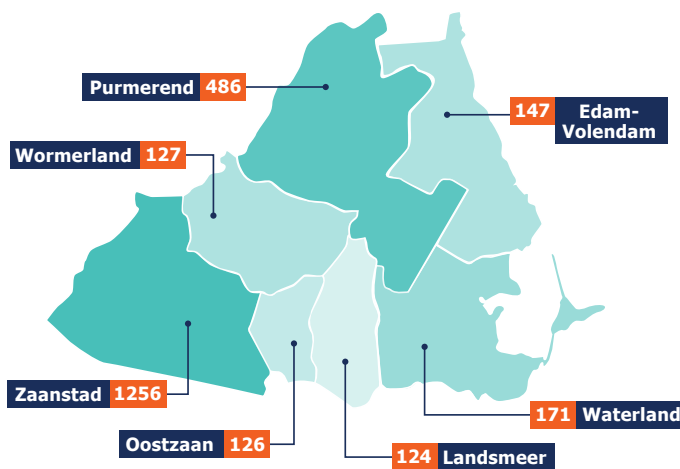 Purmerend 486
147 Edam-
Volendam
Wormerland 127
Zaanstad 1256
171 Waterland
Oostzaan 126
124 Landsmeer